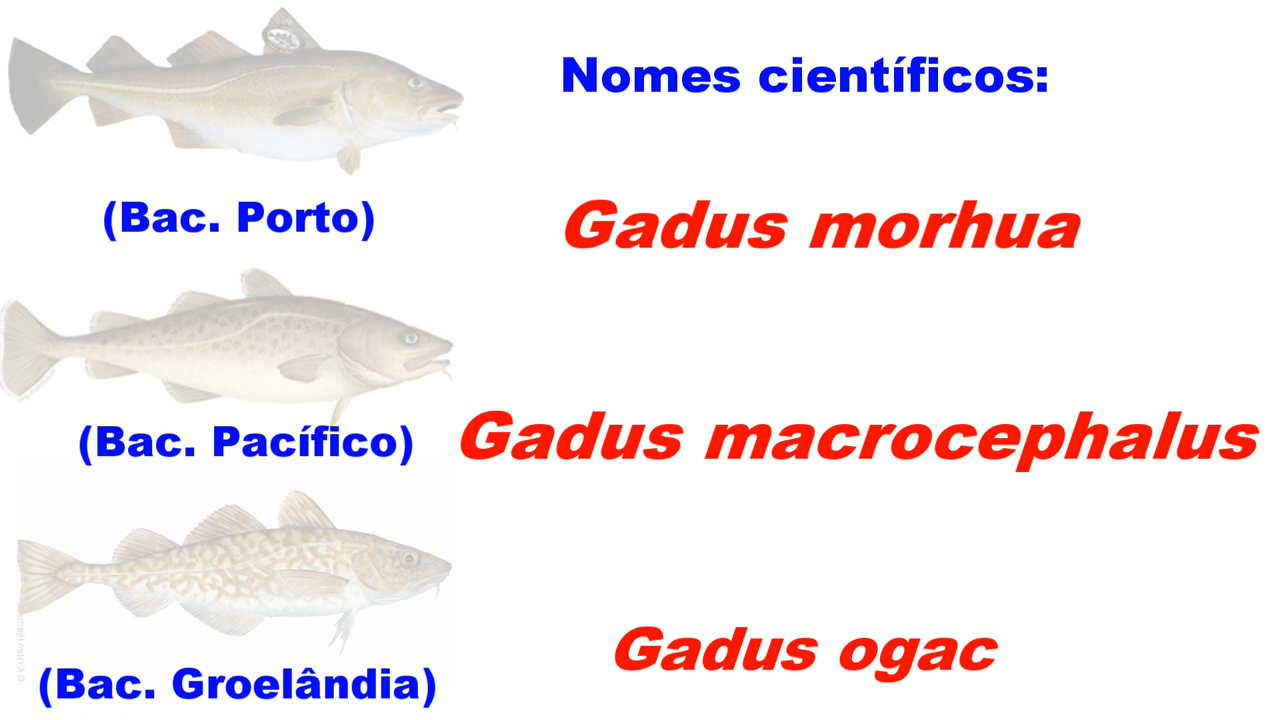 Nomes científicos:
(Bac. Porto)
Gadus morhua
(Bac. Pacífico)
Gadus macrocephalus
Gadus ogac
(Bac. Groelândia)